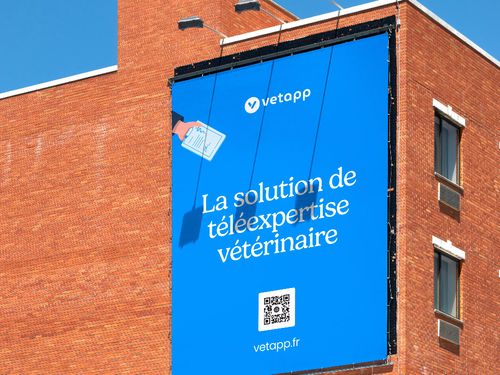 vetapp
La solution de
téléexpertise
vétérinaire
vetapp.fr